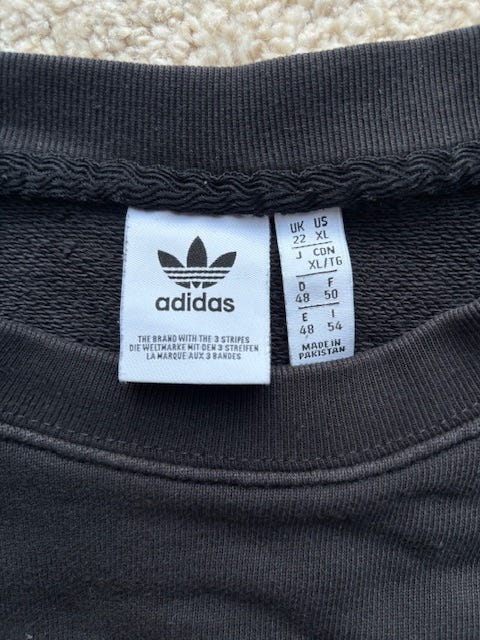 adidas
THE BRAND WITH THE 3 STRIPES
DIE WELTMARKE MIT DEN 3 STREIFEN
LA MARQUE AUX 3 BANDES
UK US
22 XL
J CDN
XL/TG
D F
48 50
E I
48 54
MADE IN
PAKISTAN